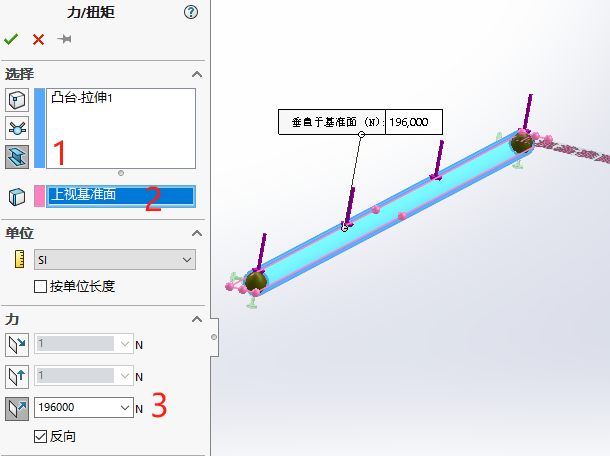 力/扭矩
选择
凸台-拉伸1
1
上视基准面
2
单位
SI
按单位长度
力
1 N
1 N
196000 N
3
反向
垂直于基准面 (N): 196,000